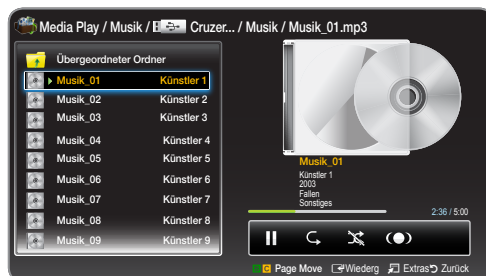 Media Play / Musik / Cruzer... / Musik / Musik_01.mp3
Übergeordneter Ordner
Musik_01 Künstler 1
Musik_02 Künstler 2
Musik_03 Künstler 3
Musik_04 Künstler 4
Musik_05 Künstler 5
Musik_06 Künstler 6
Musik_07 Künstler 7
Musik_08 Künstler 8
Musik_09 Künstler 9
Musik_01
Künstler 1
2003
Fallen
Sonstiges
2:36 / 5:00
Page Move Wiederg Extras Zurück